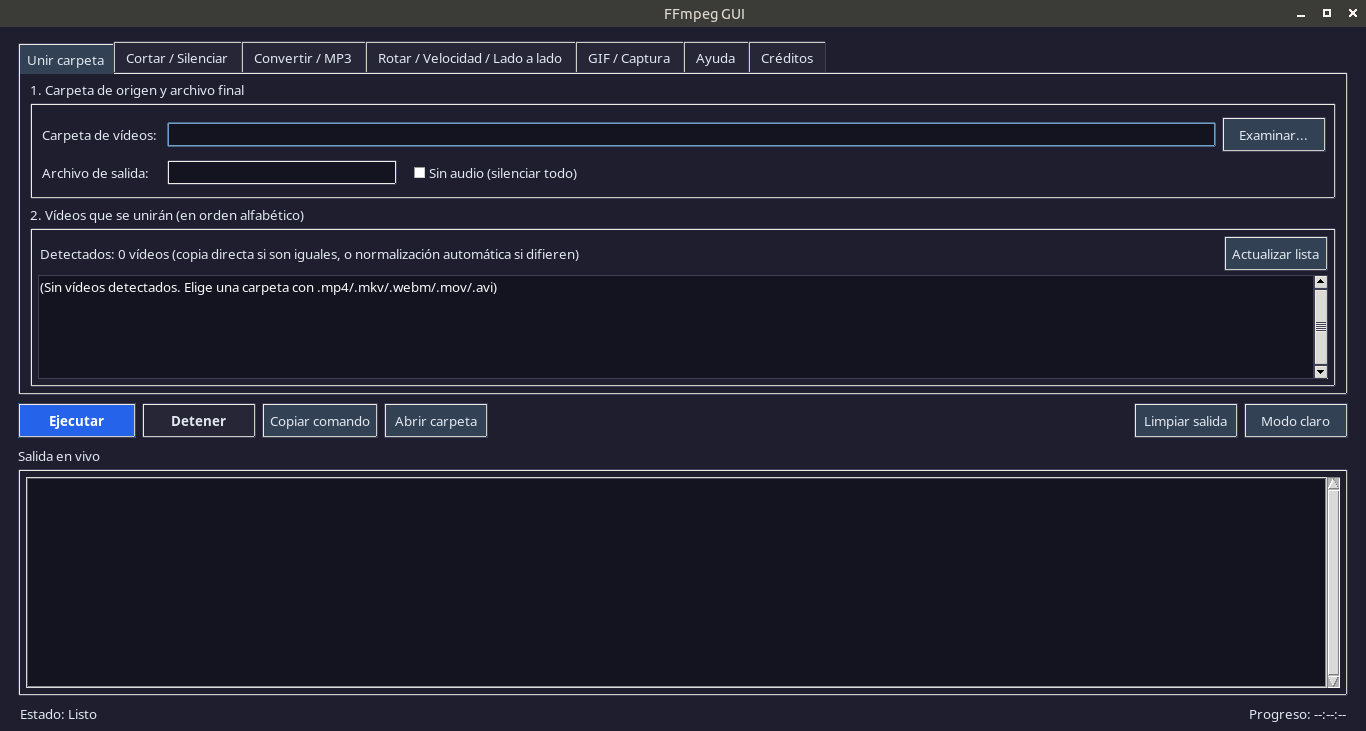 FFmpeg GUI
Unir carpeta Cortar / Silenciar Convertir / MP3 Rotar / Velocidad / Lado a lado GIF / Captura Ayuda Créditos
1. Carpeta de origen y archivo final
Carpeta de vídeos: Examinar...
Archivo de salida: Sin audio (silenciar todo)
2. Vídeos que se unirán (en orden alfabético)
Detectados: 0 vídeos (copia directa si son iguales, o normalización automática si difieren) Actualizar lista
(Sin vídeos detectados. Elige una carpeta con .mp4/.mkv/.webm/.mov/.avi)
Ejecutar Detener Copiar comando Abrir carpeta Limpiar salida Modo claro
Salida en vivo
Estado: Listo Progreso: --:--:--